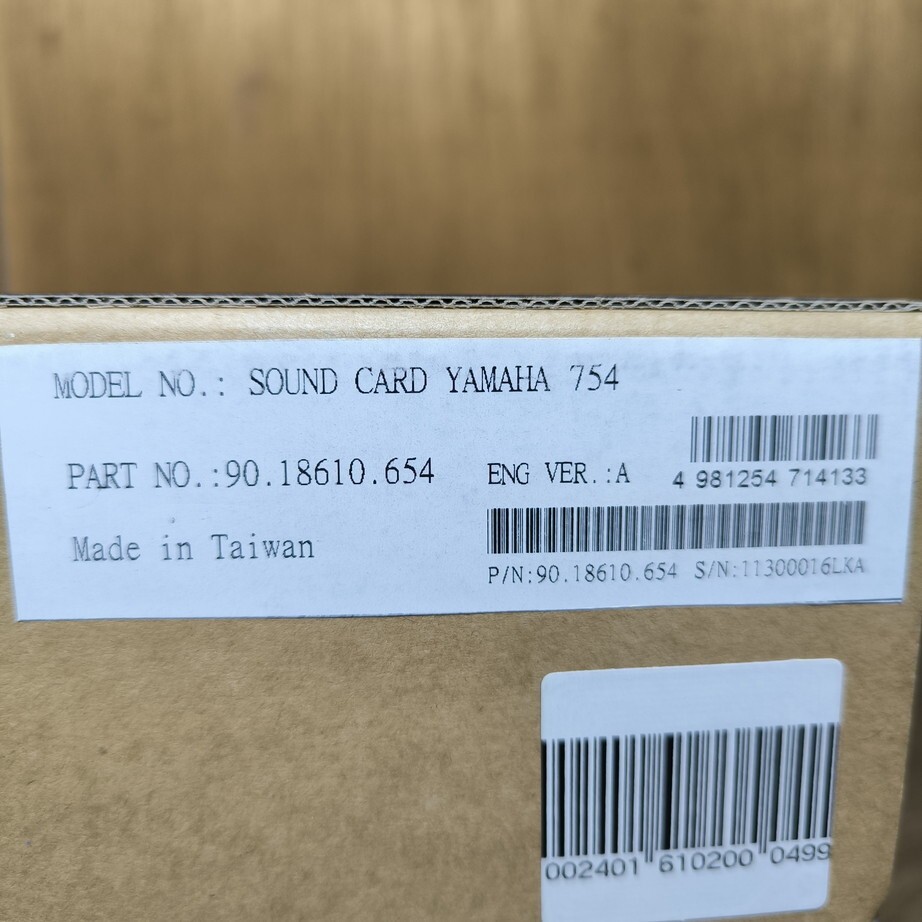 MODEL NO.: SOUND CARD YAMAHA 754
PART NO.:90.18610.654 ENG VER.:A
4 981254 714133
Made in Taiwan
P/N:90.18610.654 S/N:11300016LKA
002401 610200 0499